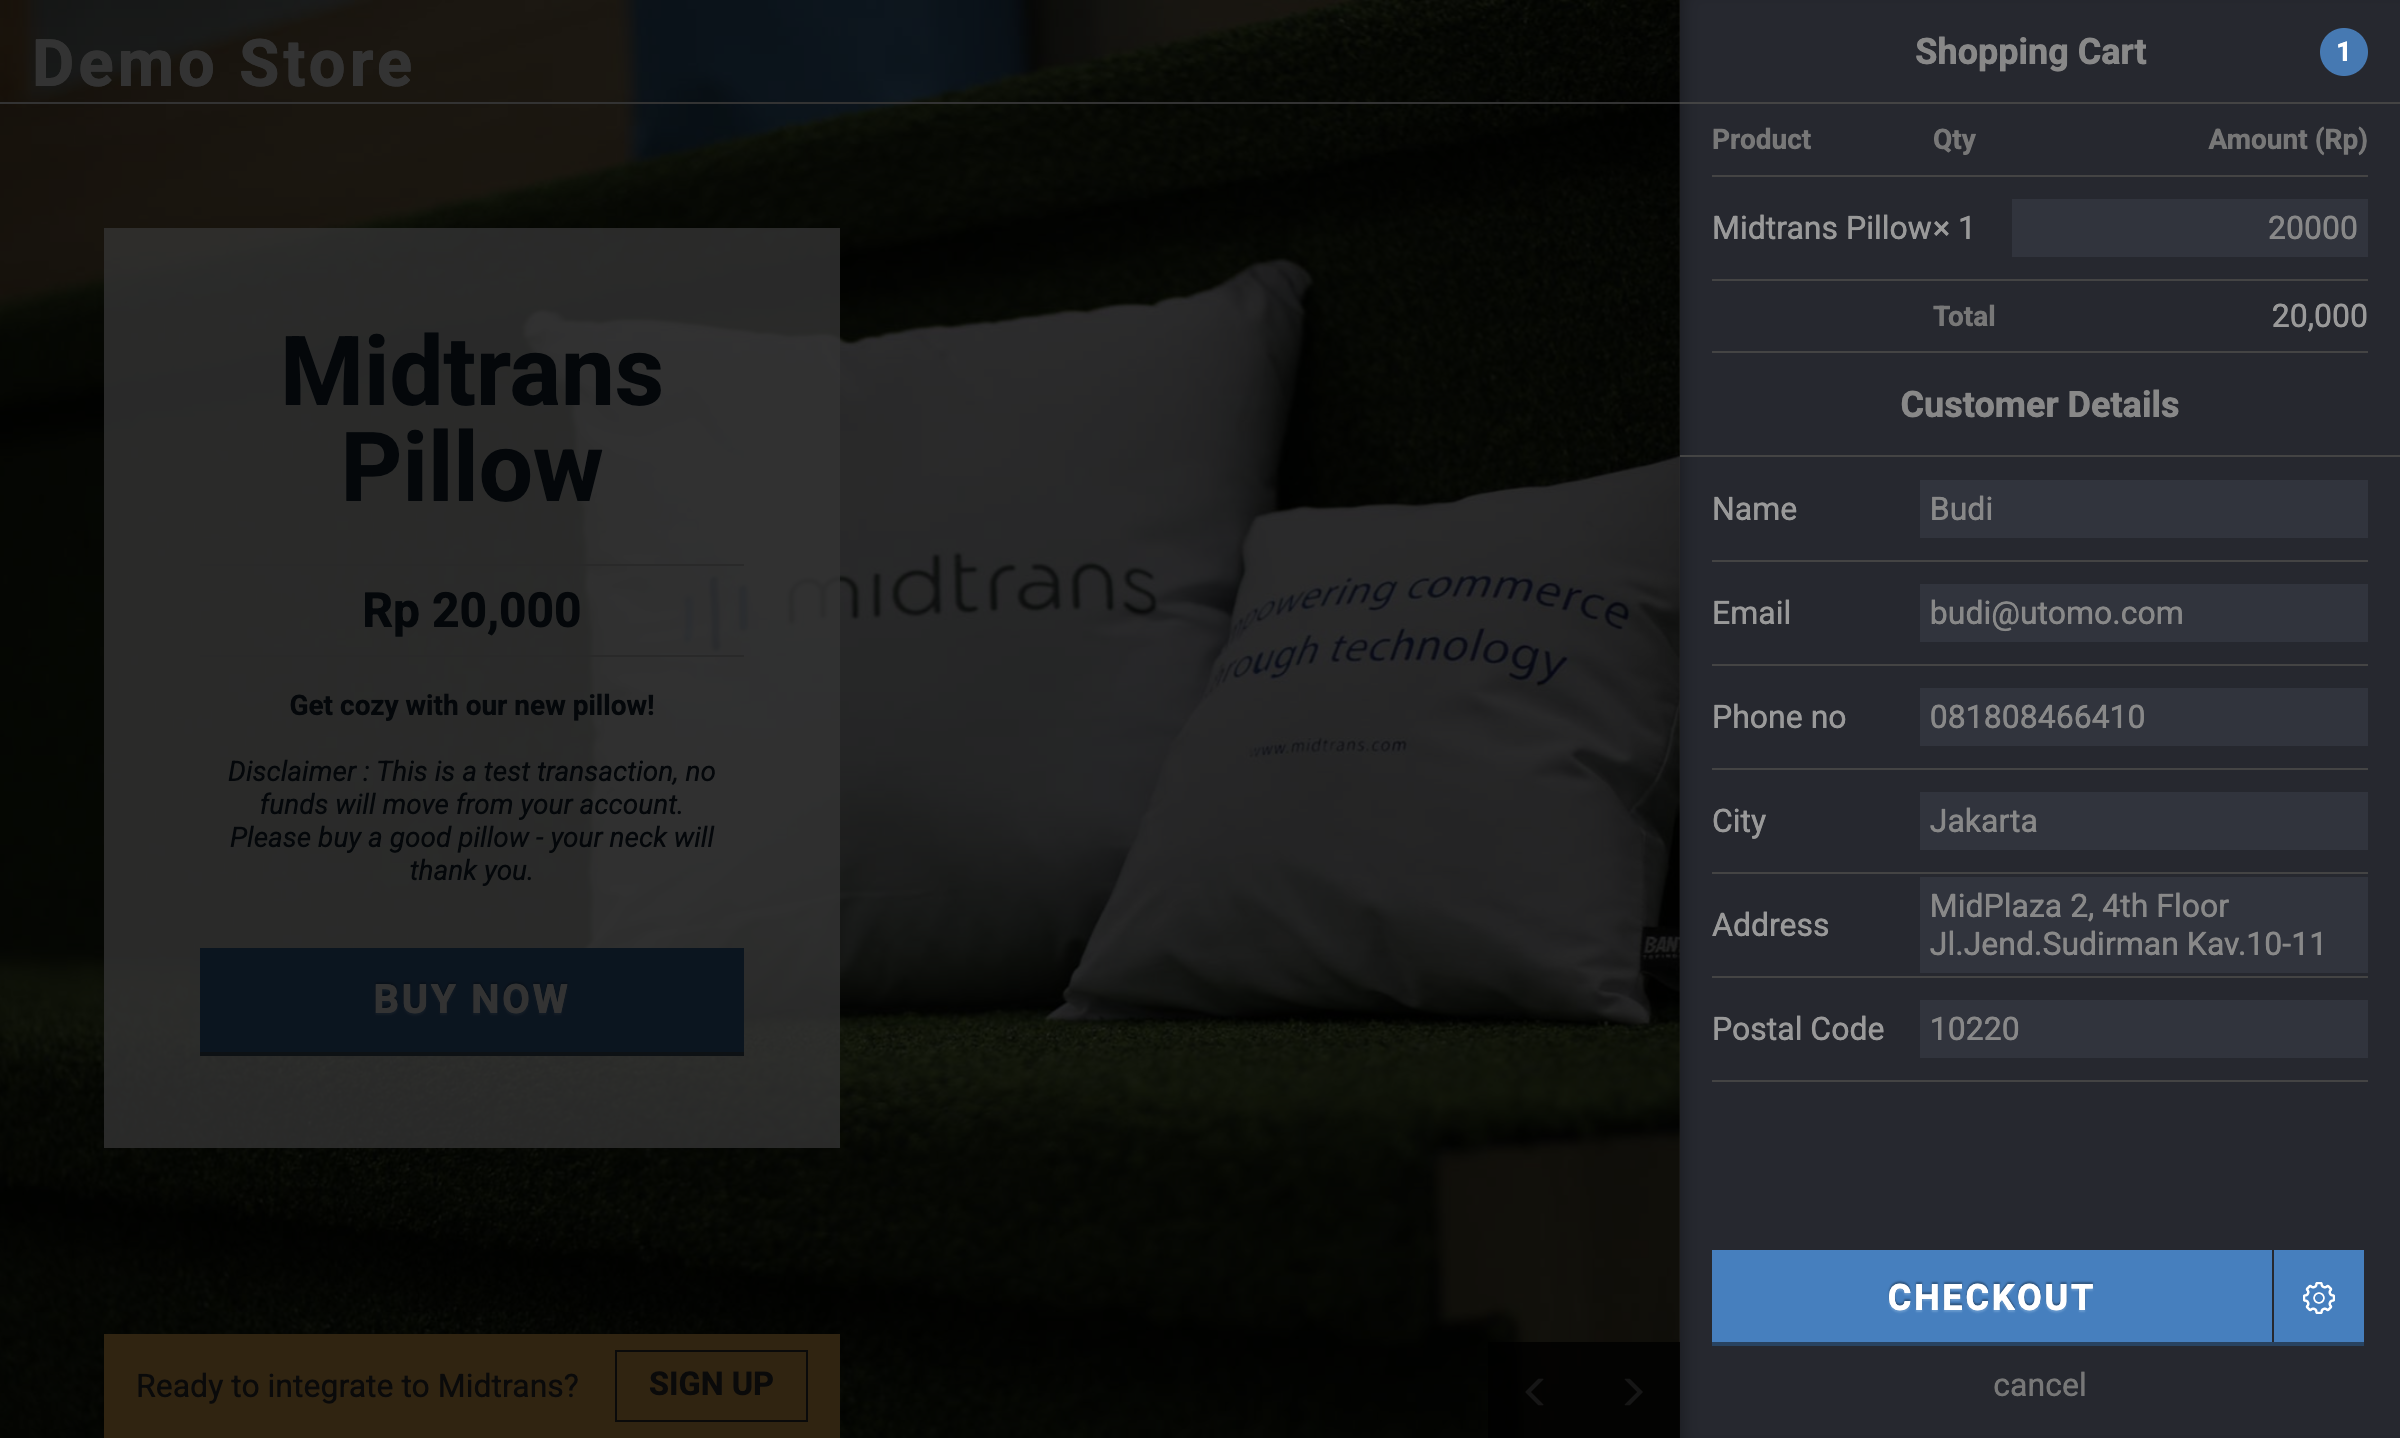 Demo Store
Midtrans
Pillow
Rp 20,000
Get cozy with our new pillow!
Disclaimer : This is a test transaction, no
funds will move from your account.
Please buy a good pillow - your neck will
thank you.
BUY NOW
Ready to integrate to Midtrans?
SIGN UP
midtrans
commerce
technology
www.midtrans.com
Shopping Cart
1
Product Qty Amount (Rp)
Midtrans Pillow× 1 20000
Total 20,000
Customer Details
Name Budi
Email budi@utomo.com
Phone no 081808466410
City Jakarta
Address MidPlaza 2, 4th Floor
Jl.Jend.Sudirman Kav.10-11
Postal Code 10220
CHECKOUT
cancel